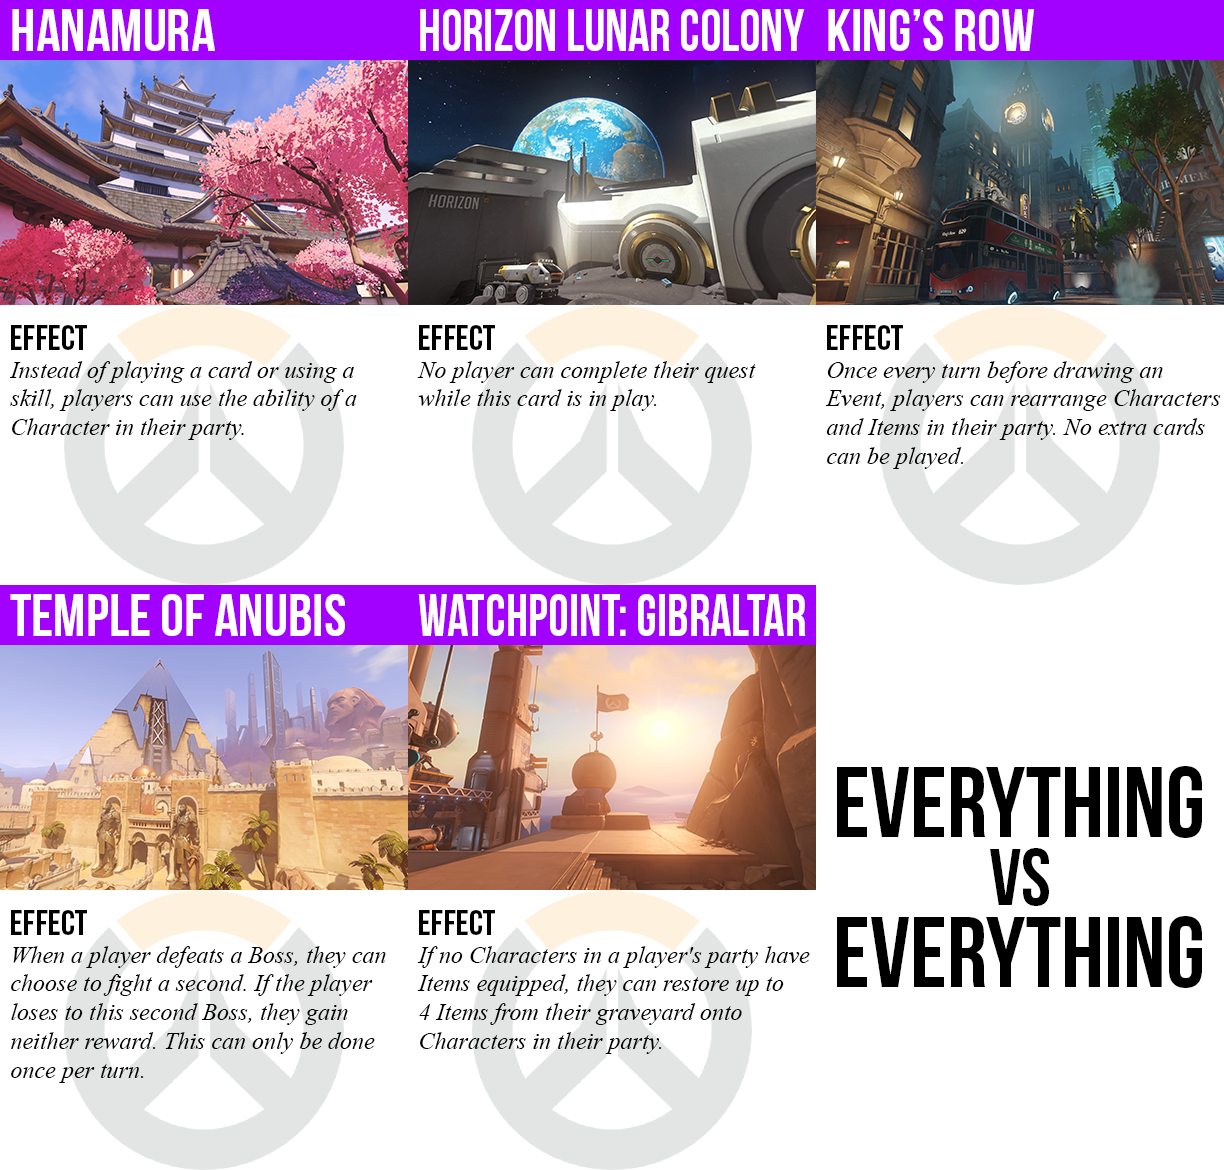 HANAMURA
HORIZON LUNAR COLONY
KING'S ROW
HORIZON
EFFECT
Instead of playing a card or using a
skill, players can use the ability of a
Character in their party.
EFFECT
No player can complete their quest
while this card is in play.
EFFECT
Once every turn before drawing an
Event, players can rearrange Characters
and Items in their party. No extra cards
can be played.
TEMPLE OF ANUBIS
WATCHPOINT: GIBRALTAR
EFFECT
When a player defeats a Boss, they can
choose to fight a second. If the player
loses to this second Boss, they gain
neither reward. This can only be done
once per turn.
EFFECT
If no Characters in a player's party have
Items equipped, they can restore up to
4 Items from their graveyard onto
Characters in their party.
EVERYTHING
VS
EVERYTHING